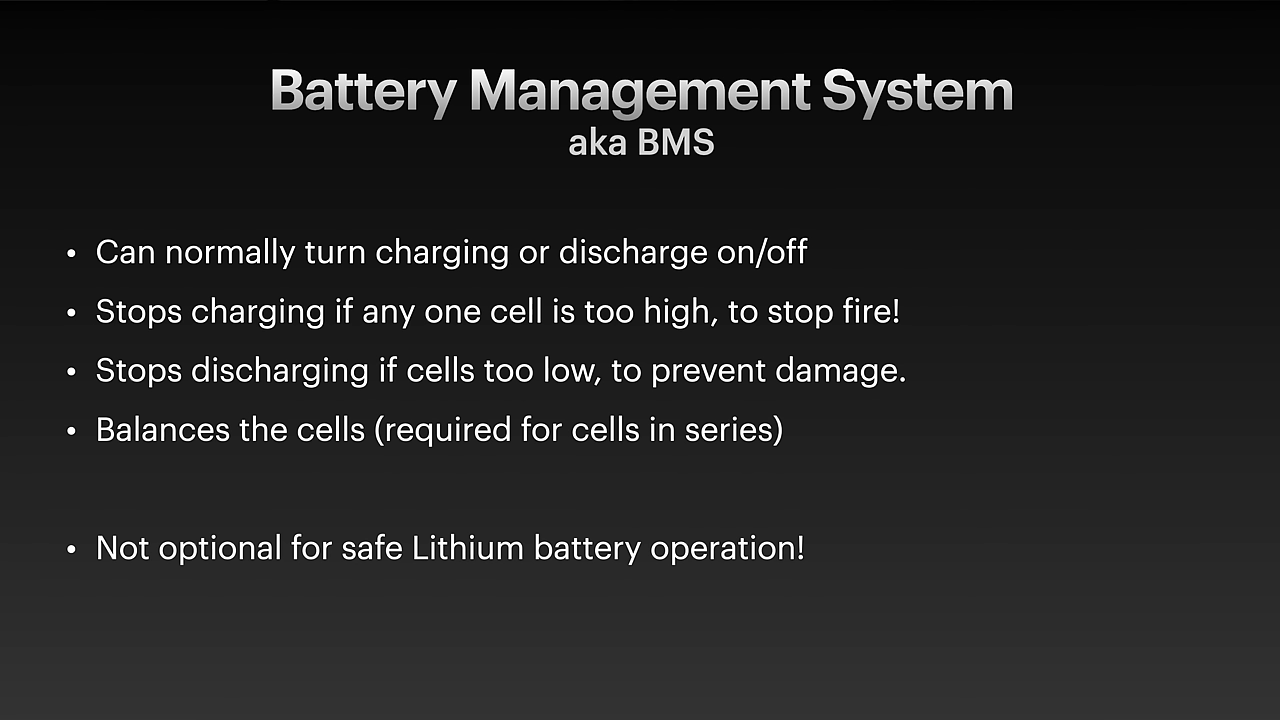 Battery Management System
aka BMS
• Can normally turn charging or discharge on/off
• Stops charging if any one cell is too high, to stop fire!
• Stops discharging if cells too low, to prevent damage.
• Balances the cells (required for cells in series)
• Not optional for safe Lithium battery operation!